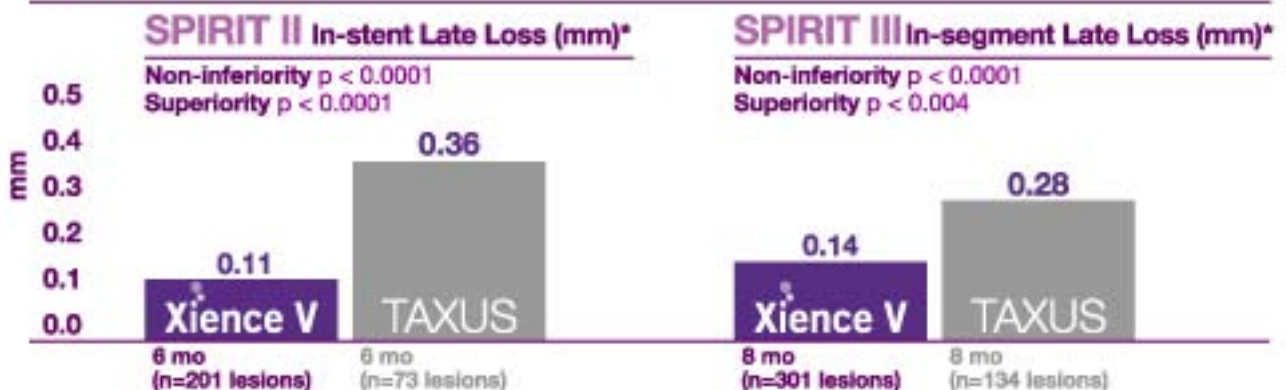 SPIRIT II In-stent Late Loss (mm)*
Non-inferiority p < 0.0001
Superiority p < 0.0001
SPIRIT III In-segment Late Loss (mm)*
Non-inferiority p < 0.0001
Superiority p < 0.004
mm
0.5
0.4
0.3
0.2
0.1
0.0
0.11
Xience V
6 mo
(n=201 lesions)
0.36
TAXUS
6 mo
(n=73 lesions)
0.14
Xience V
8 mo
(n=301 lesions)
0.28
TAXUS
8 mo
(n=134 lesions)